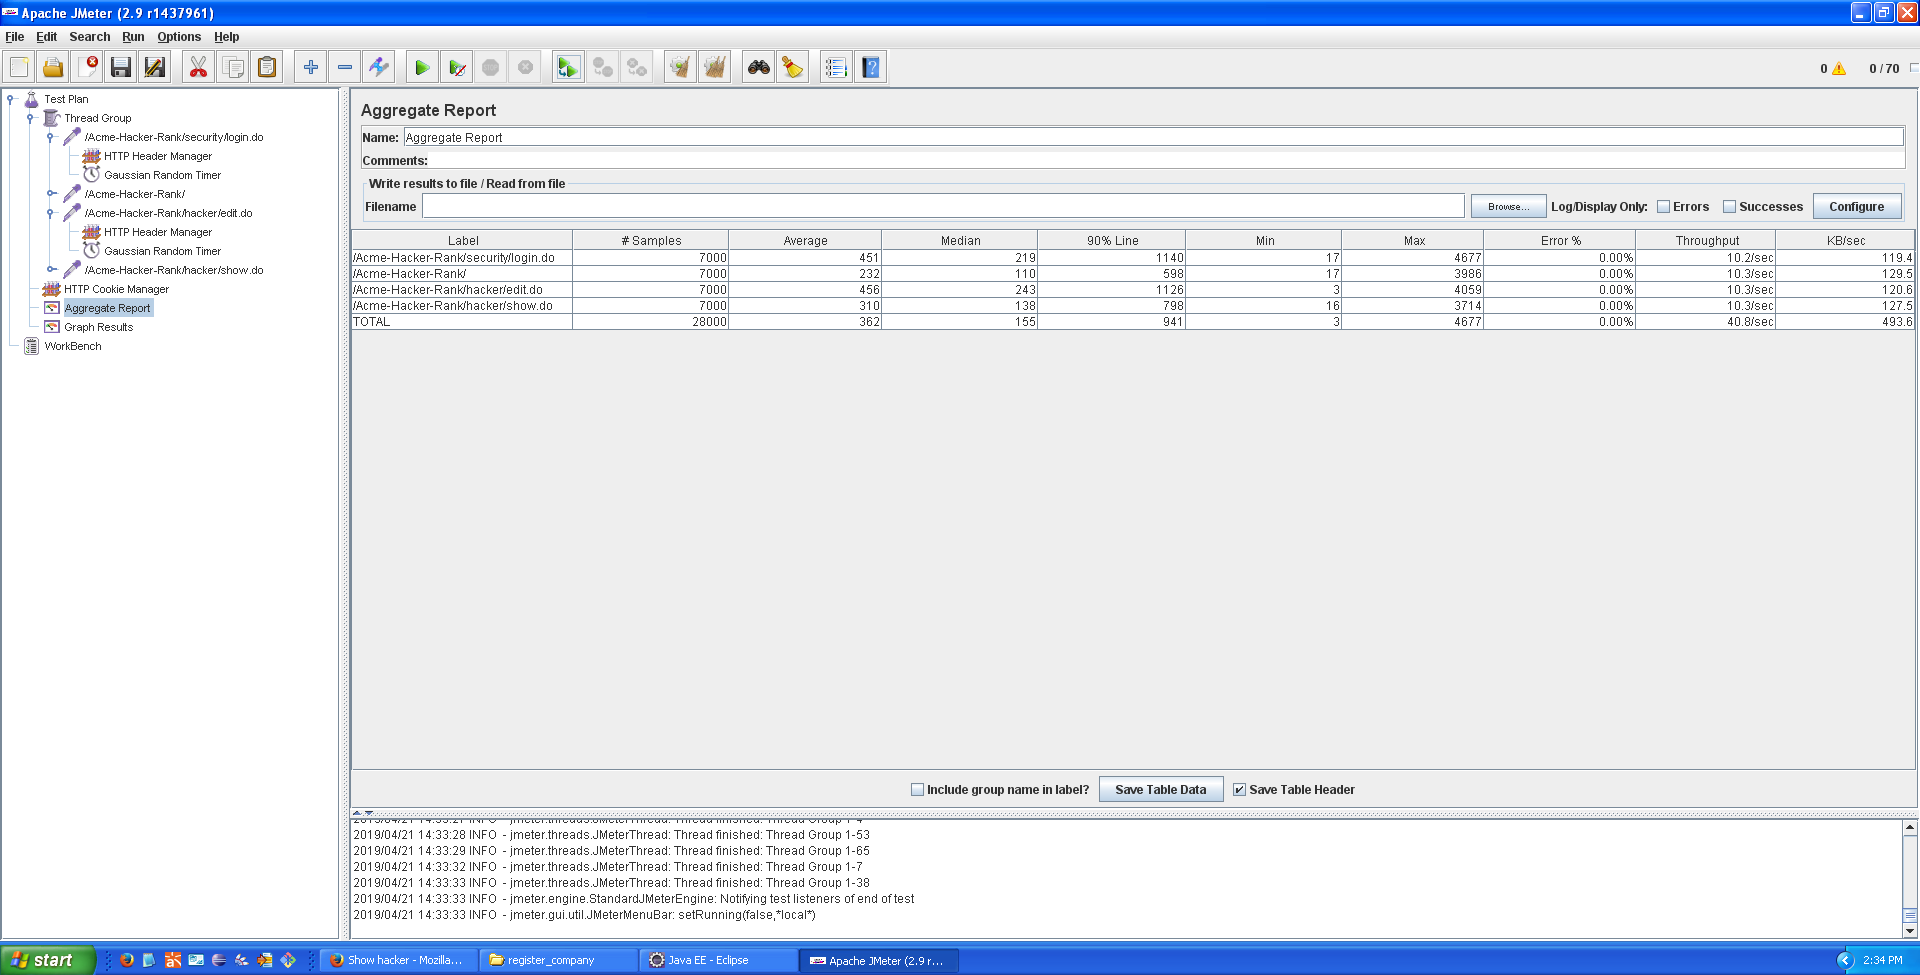 Apache JMeter (2.9 r1437961)
File Edit Search Run Options Help
0 0 / 70
Test Plan
Thread Group
/Acme-Hacker-Rank/security/login.do
HTTP Header Manager
Gaussian Random Timer
/Acme-Hacker-Rank/
/Acme-Hacker-Rank/hacker/edit.do
HTTP Header Manager
Gaussian Random Timer
/Acme-Hacker-Rank/hacker/show.do
HTTP Cookie Manager
Aggregate Report
Graph Results
WorkBench
Aggregate Report
Name: Aggregate Report
Comments:
Write results to file / Read from file
Filename Browse... Log/Display Only: Errors Successes Configure
Label # Samples Average Median 90% Line Min Max Error % Throughput KB/sec
/Acme-Hacker-Rank/security/login.do 7000 451 219 1140 17 4677 0.00% 10.2/sec 119.4
/Acme-Hacker-Rank/ 7000 232 110 598 17 3986 0.00% 10.3/sec 129.5
/Acme-Hacker-Rank/hacker/edit.do 7000 456 243 1126 3 4059 0.00% 10.3/sec 120.6
/Acme-Hacker-Rank/hacker/show.do 7000 310 138 798 16 3714 0.00% 10.3/sec 127.5
TOTAL 28000 362 155 941 3 4677 0.00% 40.8/sec 493.6
Include group name in label? Save Table Data Save Table Header
2019/04/21 14:33:28 INFO - jmeter.threads.JMeterThread: Thread finished: Thread Group 1-53
2019/04/21 14:33:29 INFO - jmeter.threads.JMeterThread: Thread finished: Thread Group 1-65
2019/04/21 14:33:32 INFO - jmeter.threads.JMeterThread: Thread finished: Thread Group 1-7
2019/04/21 14:33:33 INFO - jmeter.threads.JMeterThread: Thread finished: Thread Group 1-38
2019/04/21 14:33:33 INFO - jmeter.engine.StandardJMeterEngine: Notifying test listeners of end of test
2019/04/21 14:33:33 INFO - jmeter.gui.util.JMeterMenuBar: setRunning(false,*local*)
start Show hacker - Mozilla... register_company Java EE - Eclipse Apache JMeter (2.9 r... 2:34 PM